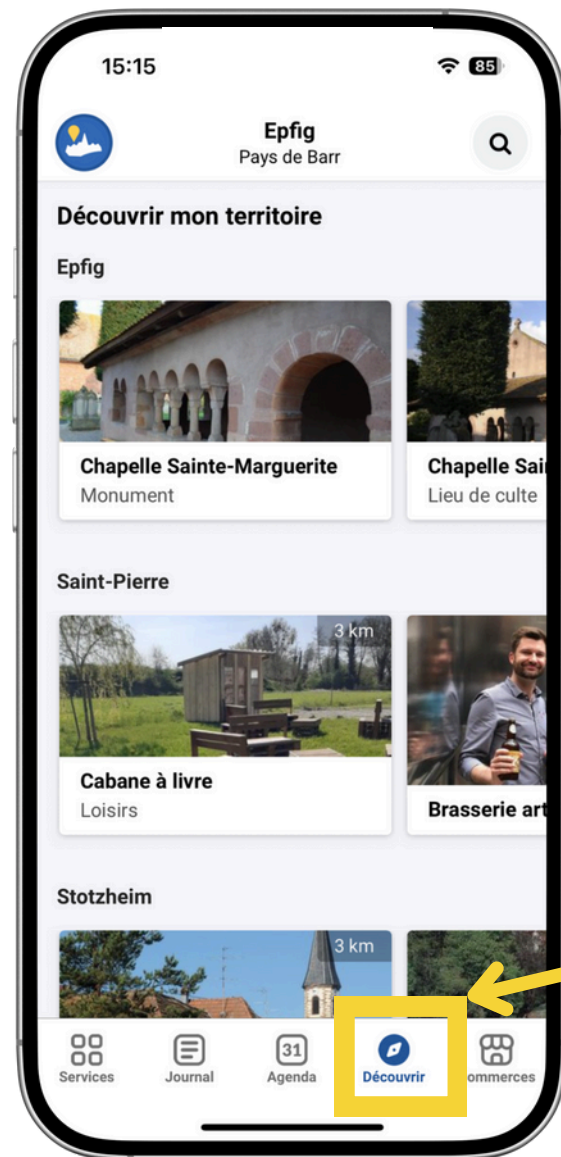 15:15
85
Epfig
Pays de Barr
Découvrir mon territoire
Epfig
Chapelle Sainte-Marguerite
Monument
Chapelle Sai
Lieu de culte
Saint-Pierre
3 km
Cabane à livre
Loisirs
Brasserie art
Stotzheim
3 km
31
Services
Journal
Agenda
Découvrir
ommerces